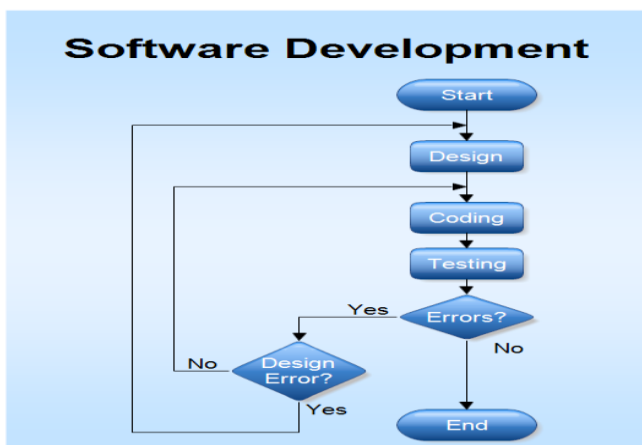 Software Development
Start
Design
Coding
Testing
Errors?
Yes
No
Design
Error?
No
Yes
End